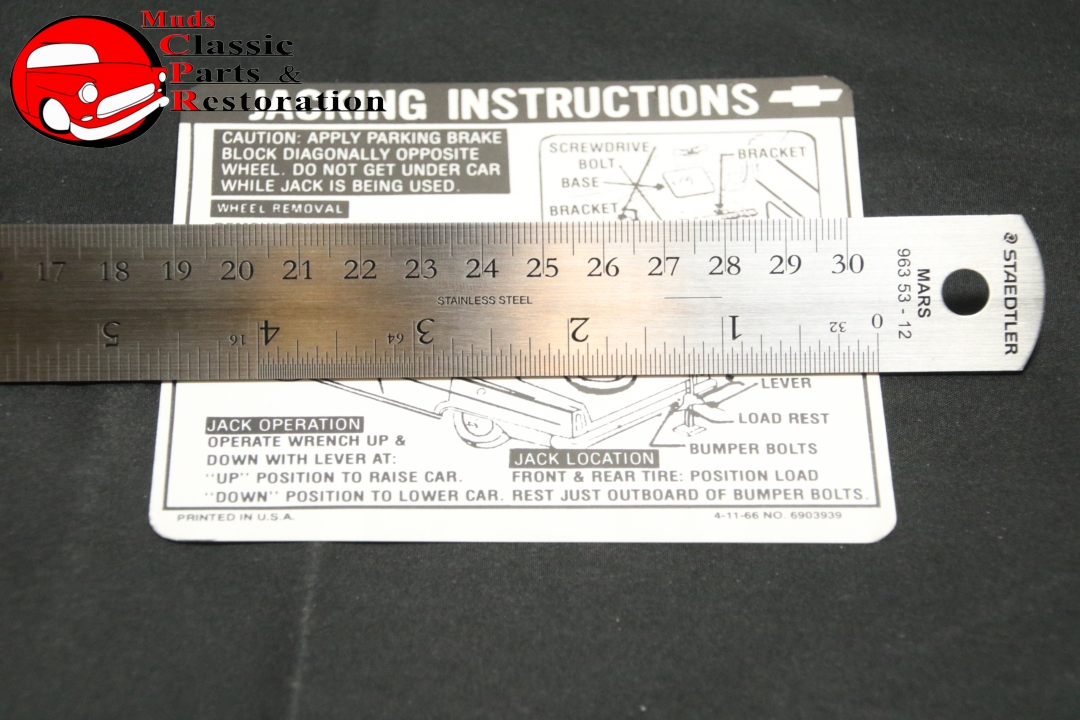 Muds
Classic
Parts &
Restoration
JACKING INSTRUCTIONS
CAUTION: APPLY PARKING BRAKE
BLOCK DIAGONALLY OPPOSITE
WHEEL. DO NOT GET UNDER CAR
WHILE JACK IS BEING USED.
WHEEL REMOVAL
SCREWDRIVE
BOLT
BASE
BRACKET
BRACKET
17 18 19 20 21 22 23 24 25 26 27 28 29 30
STAINLESS STEEL
5 16 4 64 3 2 1 32 0
MARS
963 53 - 12
STAEDTLER
LEVER
LOAD REST
BUMPER BOLTS
JACK OPERATION
OPERATE WRENCH UP &
DOWN WITH LEVER AT:
"UP" POSITION TO RAISE CAR.
"DOWN" POSITION TO LOWER CAR.
JACK LOCATION
FRONT & REAR TIRE: POSITION LOAD
REST JUST OUTBOARD OF BUMPER BOLTS.
PRINTED IN U.S.A.
4-11-66 NO. 6903939